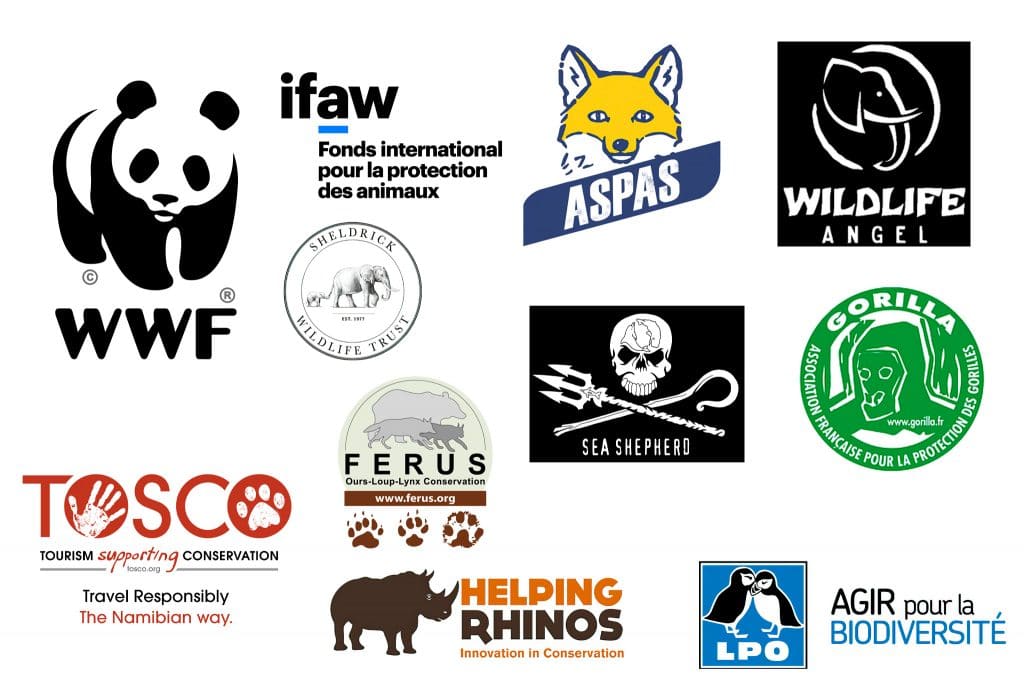 ©
®
WWF
ifaw
Fonds international
pour la protection
des animaux
SHELDRICK
EST. 1977
WILDLIFE TRUST
ASPAS
WILDLIFE
ANGEL
SEA SHEPHERD
GORILLA
ASSOCIATION FRANÇAISE POUR LA PROTECTION DES GORILLES
www.gorilla.fr
FERUS
Ours-Loup-Lynx Conservation
www.ferus.org
TOSCO
TOURISM supporting CONSERVATION
tosco.org
Travel Responsibly
The Namibian way.
HELPING
RHINOS
Innovation in Conservation
LPO
AGIR pour la
BIODIVERSITÉ